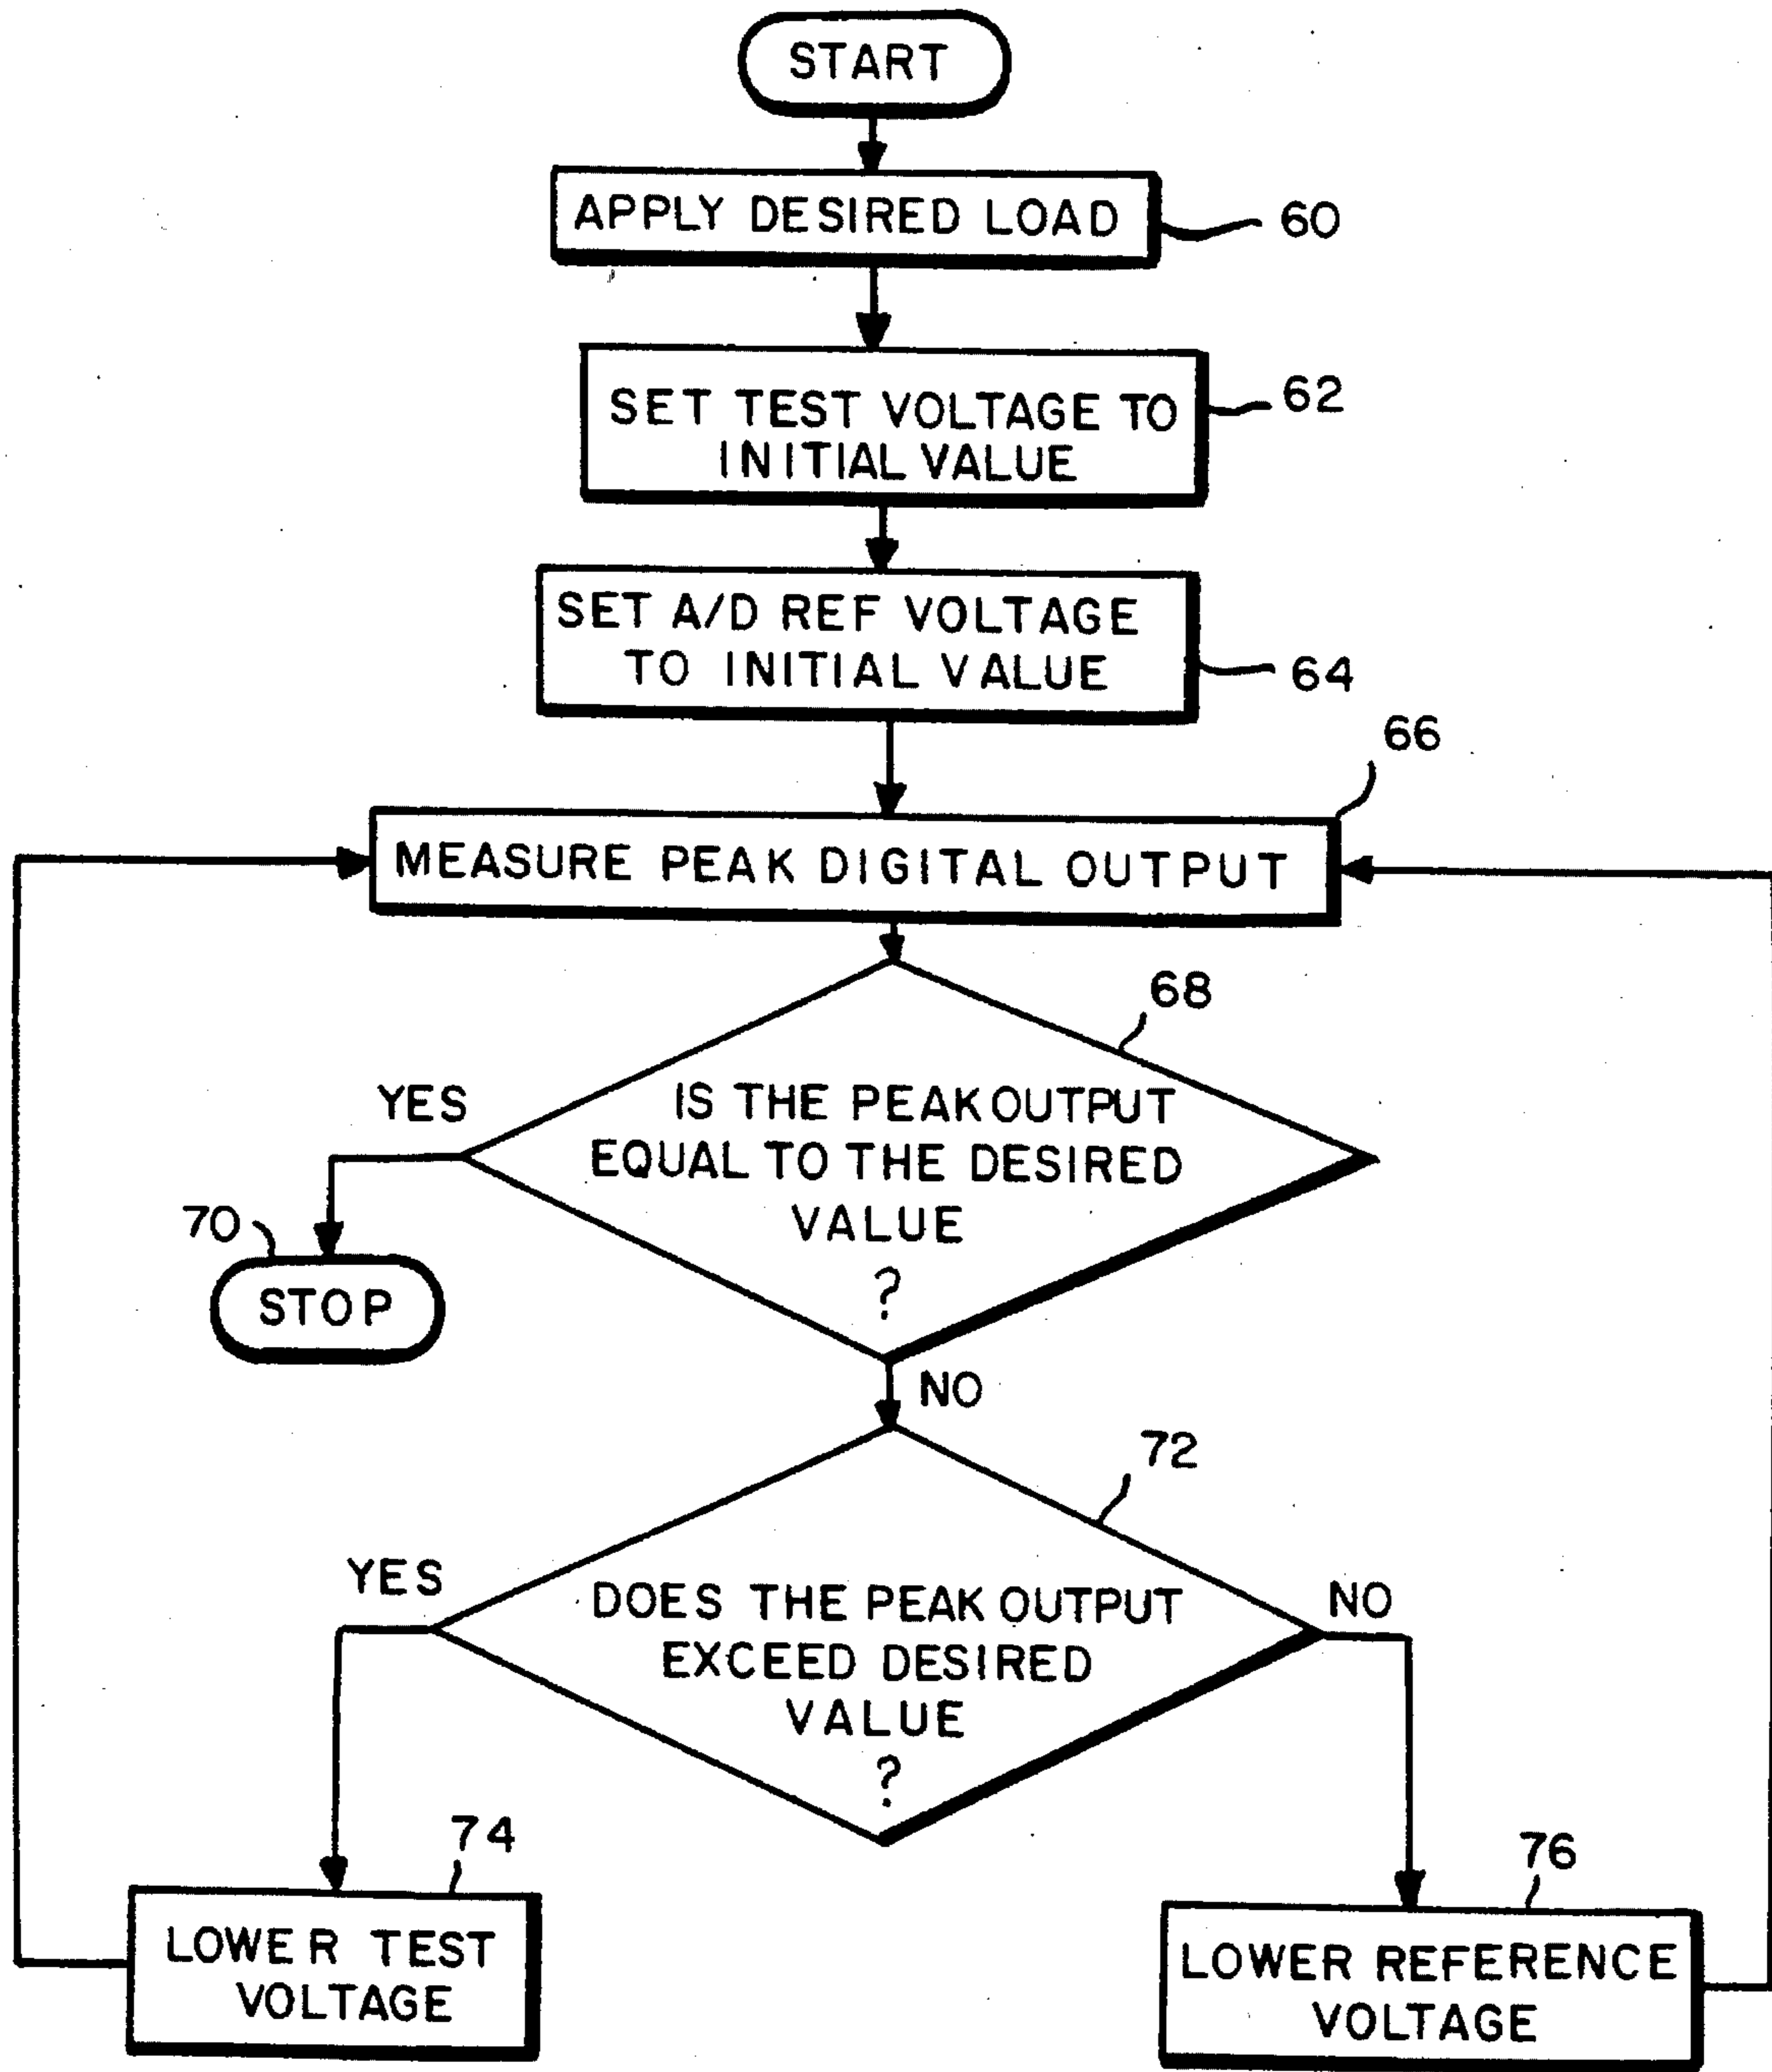 START
APPLY DESIRED LOAD
60
SET TEST VOLTAGE TO
INITIAL VALUE
62
SET A/D REF VOLTAGE
TO INITIAL VALUE
64
66
MEASURE PEAK DIGITAL OUTPUT
68
YES
IS THE PEAK OUTPUT
EQUAL TO THE DESIRED
VALUE
?
70
STOP
NO
72
YES
DOES THE PEAK OUTPUT
EXCEED DESIRED
VALUE
?
NO
74
LOWER TEST
VOLTAGE
76
LOWER REFERENCE
VOLTAGE